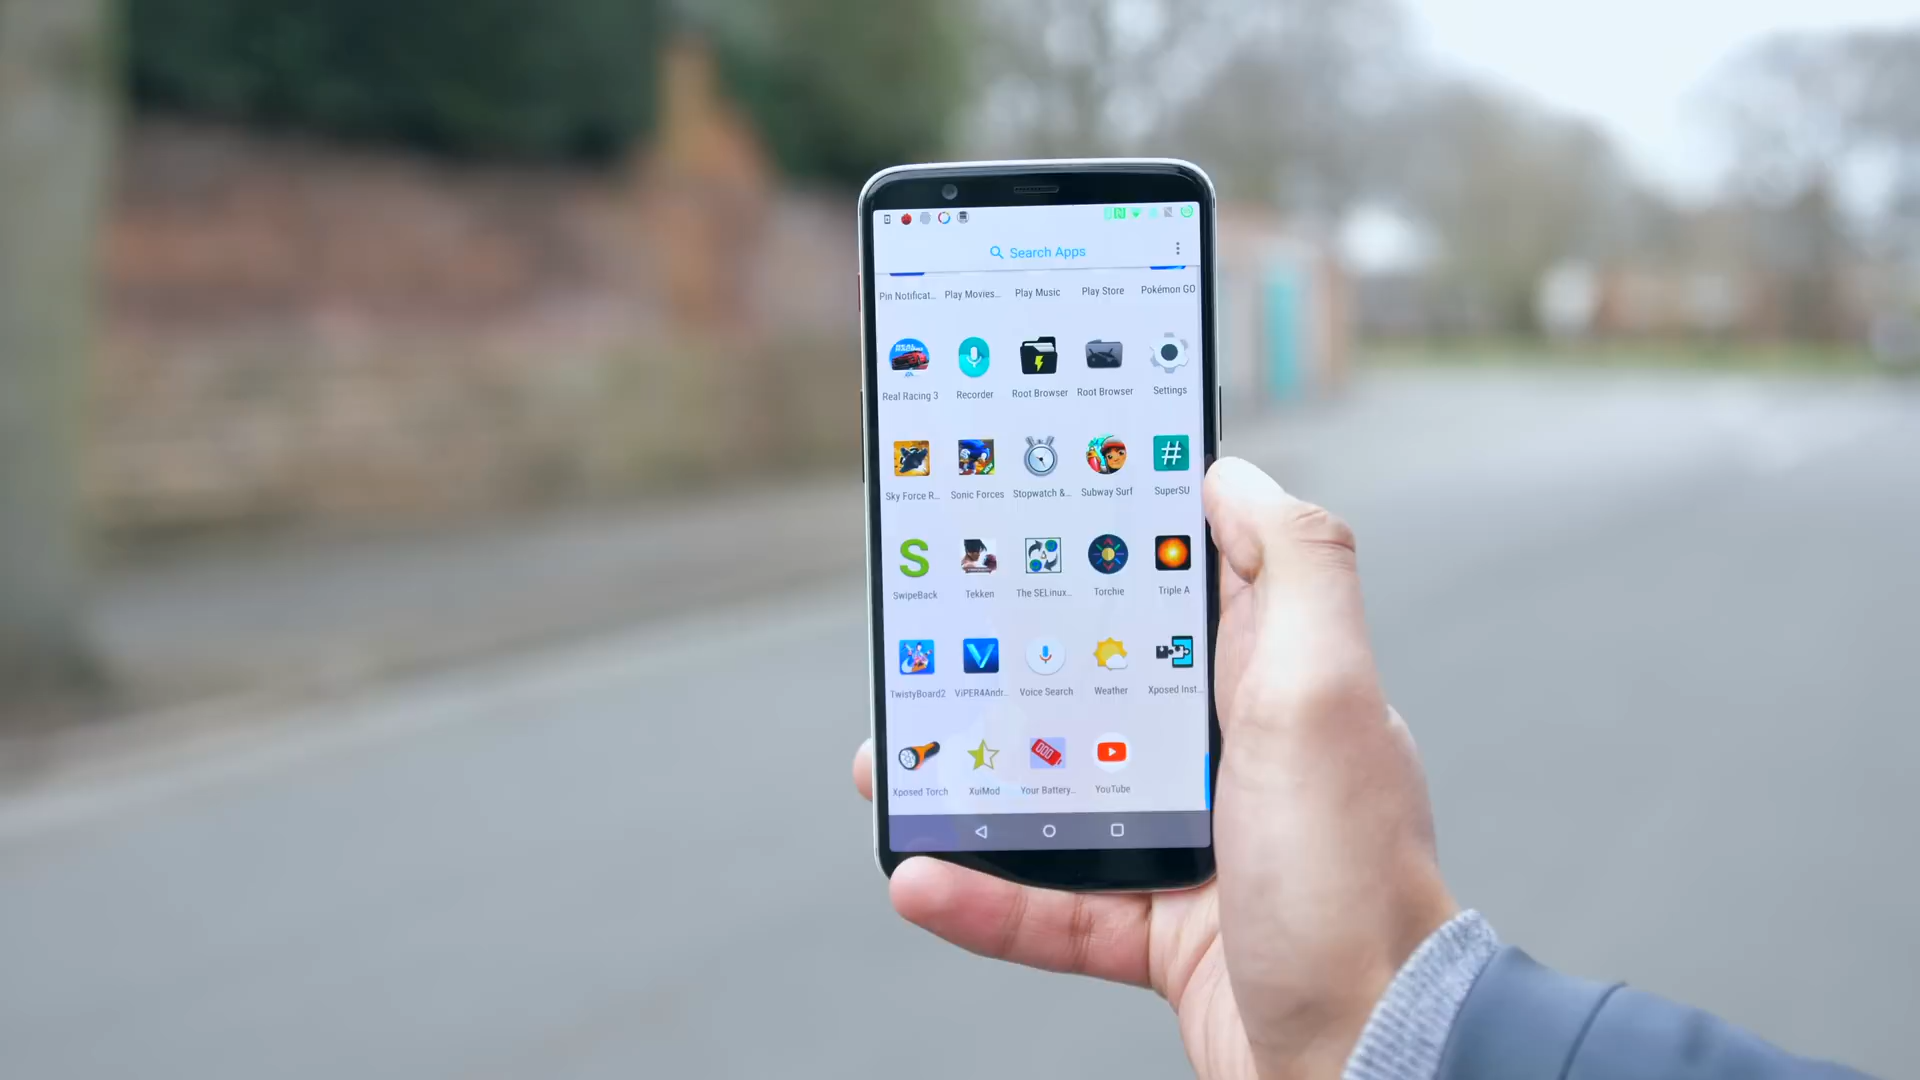 Search Apps
Pin Notificat... Play Movies... Play Music Play Store Pokémon GO
Real Racing 3 Recorder Root Browser Root Browser Settings
Sky Force R... Sonic Forces Stopwatch &... Subway Surf SuperSU
SwipeBack Tekken The SELinux... Torchie Triple A
TwistyBoard2 ViPER4Andr... Voice Search Weather Xposed Inst...
Xposed Torch XuiMod Your Battery... YouTube